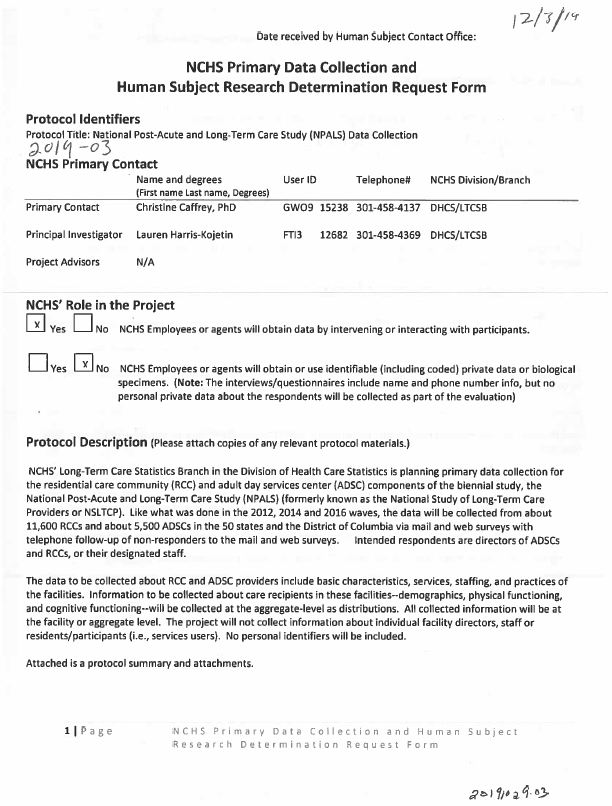 12/3/19
Date received by Human Subject Contact Office:
NCHS Primary Data Collection and
Human Subject Research Determination Request Form
Protocol Identifiers
Protocol Title: National Post-Acute and Long-Term Care Study (NPALS) Data Collection
2019-03
NCHS Primary Contact
Name and degrees User ID Telephone# NCHS Division/Branch
(First name Last name, Degrees)
Primary Contact Christine Caffrey, PhD GWO9 15238 301-458-4137 DHCS/LTCSB
Principal Investigator Lauren Harris-Kojetin FTI3 12682 301-458-4369 DHCS/LTCSB
Project Advisors N/A
NCHS' Role in the Project
x Yes No NCHS Employees or agents will obtain data by intervening or interacting with participants.
Yes x No NCHS Employees or agents will obtain or use identifiable (including coded) private data or biological
specimens. (Note: The interviews/questionnaires include name and phone number info, but no
personal private data about the respondents will be collected as part of the evaluation)
Protocol Description (Please attach copies of any relevant protocol materials.)
NCHS' Long-Term Care Statistics Branch in the Division of Health Care Statistics is planning primary data collection for
the residential care community (RCC) and adult day services center (ADSC) components of the biennial study, the
National Post-Acute and Long-Term Care Study (NPALS) (formerly known as the National Study of Long-Term Care
Providers or NSLTCP). Like what was done in the 2012, 2014 and 2016 waves, the data will be collected from about
11,600 RCCs and about 5,500 ADSCs in the 50 states and the District of Columbia via mail and web surveys with
telephone follow-up of non-responders to the mail and web surveys. Intended respondents are directors of ADSCs
and RCCs, or their designated staff.
The data to be collected about RCC and ADSC providers include basic characteristics, services, staffing, and practices of
the facilities. Information to be collected about care recipients in these facilities--demographics, physical functioning,
and cognitive functioning--will be collected at the aggregate-level as distributions. All collected information will be at
the facility or aggregate level. The project will not collect information about individual facility directors, staff or
residents/participants (i.e., services users). No personal identifiers will be included.
Attached is a protocol summary and attachments.
1 | Page NCHS Primary Data Collection and Human Subject
Research Determination Request Form